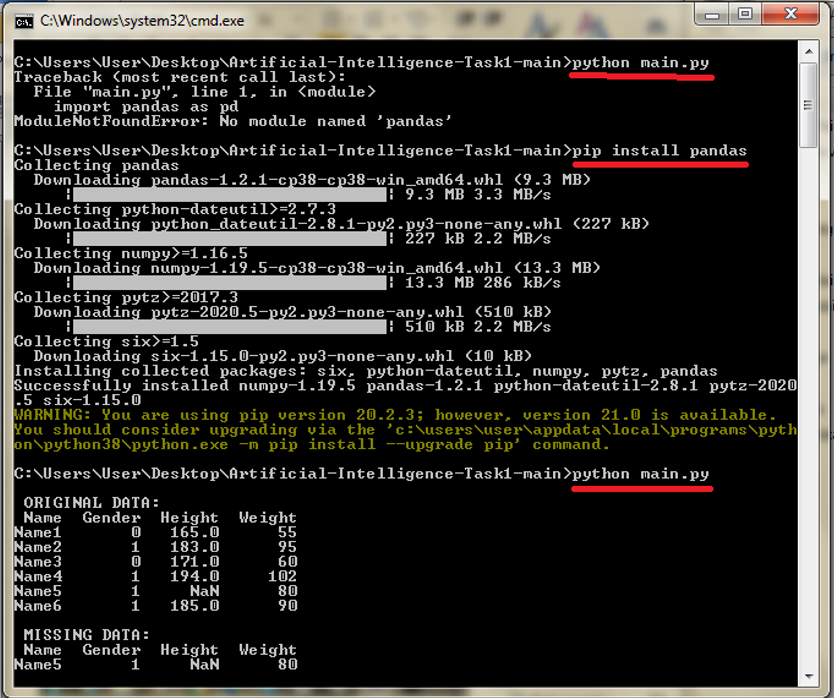 C:\Windows\system32\cmd.exe
C:\Users\User\Desktop\Artificial-Intelligence-Task1-main>python main.py
Traceback (most recent call last):
  File "main.py", line 1, in <module>
    import pandas as pd
ModuleNotFoundError: No module named 'pandas'
C:\Users\User\Desktop\Artificial-Intelligence-Task1-main>pip install pandas
Collecting pandas
  Downloading pandas-1.2.1-cp38-cp38-win_amd64.whl (9.3 MB)
     |████████████████████████████████| 9.3 MB 3.3 MB/s
Collecting python-dateutil>=2.7.3
  Downloading python_dateutil-2.8.1-py2.py3-none-any.whl (227 kB)
     |████████████████████████████████| 227 kB 2.2 MB/s
Collecting numpy>=1.16.5
  Downloading numpy-1.19.5-cp38-cp38-win_amd64.whl (13.3 MB)
     |████████████████████████████████| 13.3 MB 286 kB/s
Collecting pytz>=2017.3
  Downloading pytz-2020.5-py2.py3-none-any.whl (510 kB)
     |████████████████████████████████| 510 kB 2.2 MB/s
Collecting six>=1.5
  Downloading six-1.15.0-py2.py3-none-any.whl (10 kB)
Installing collected packages: six, python-dateutil, numpy, pytz, pandas
Successfully installed numpy-1.19.5 pandas-1.2.1 python-dateutil-2.8.1 pytz-2020
.5 six-1.15.0
WARNING: You are using pip version 20.2.3; however, version 21.0 is available.
You should consider upgrading via the 'c:\users\user\appdata\local\programs\pyth
on\python38\python.exe -m pip install --upgrade pip' command.
C:\Users\User\Desktop\Artificial-Intelligence-Task1-main>python main.py
 ORIGINAL DATA:
 Name  Gender  Height  Weight
Name1       0   165.0      55
Name2       1   183.0      95
Name3       0   171.0      60
Name4       1   194.0     102
Name5       1     NaN      80
Name6       1   185.0      90
 MISSING DATA:
 Name  Gender  Height  Weight
Name5       1     NaN      80